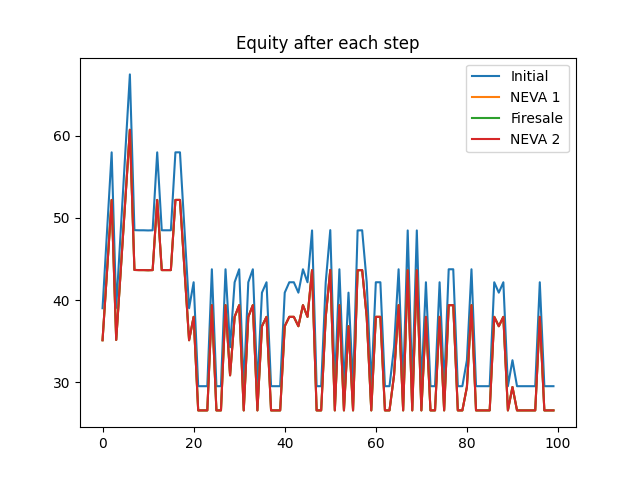 Equity after each step
Initial
NEVA 1
Firesale
NEVA 2
60
50
40
30
0 20 40 60 80 100